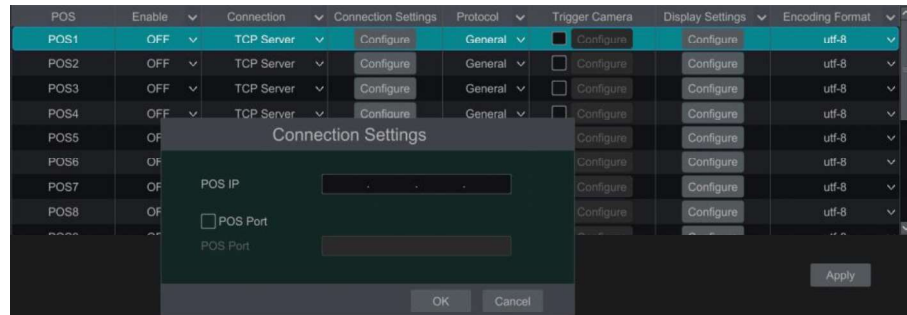 POS Enable Connection Connection Settings Protocol Trigger Camera Display Settings Encoding Format
POS1 OFF TCP Server Configure General Configure Configure utf-8
POS2 OFF TCP Server Configure General Configure Configure utf-8
POS3 OFF TCP Server Configure General Configure Configure utf-8
POS4 OFF TCP Server Configure General Configure Configure utf-8
POS5 Configure Configure utf-8
POS6 Configure Configure utf-8
POS7 Configure Configure utf-8
POS8 Configure Configure utf-8
Connection Settings
POS IP . . .
POS Port
POS Port
OK Cancel
Apply